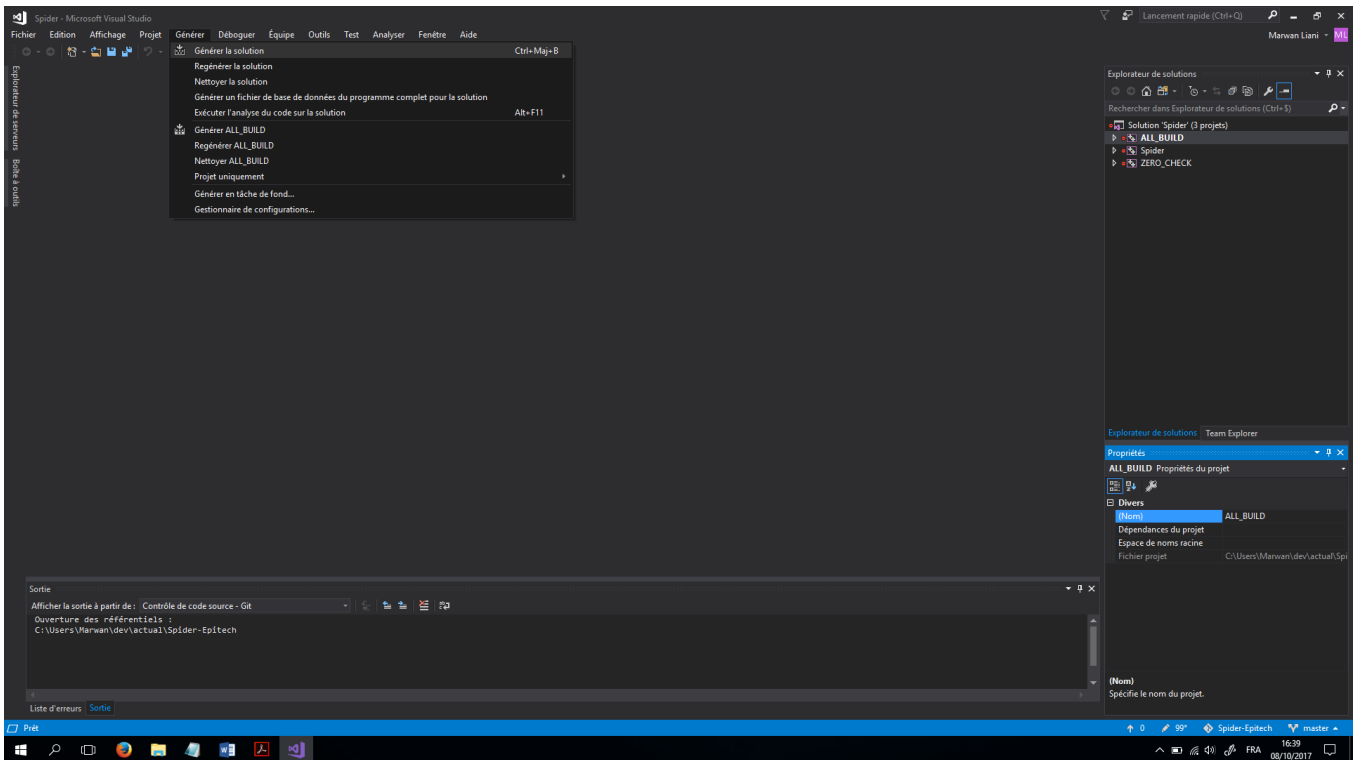 Spider - Microsoft Visual Studio
Lancement rapide (Ctrl+Q)
Fichier Edition Affichage Projet Générer Déboguer Équipe Outils Test Analyser Fenêtre Aide
Marwan Liani ML
Générer la solution Ctrl+Maj+B
Regénérer la solution
Nettoyer la solution
Générer un fichier de base de données du programme complet pour la solution
Exécuter l'analyse du code sur la solution Alt+F11
Générer ALL_BUILD
Regénérer ALL_BUILD
Nettoyer ALL_BUILD
Projet uniquement
Générer en tâche de fond...
Gestionnaire de configurations...
Explorateur de serveurs
Boîte à outils
Explorateur de solutions
Rechercher dans Explorateur de solutions (Ctrl+$)
Solution 'Spider' (3 projets)
ALL_BUILD
Spider
ZERO_CHECK
Explorateur de solutions Team Explorer
Propriétés
ALL_BUILD Propriétés du projet
Divers
(Nom) ALL_BUILD
Dépendances du projet
Espace de noms racine
Fichier projet C:\Users\Marwan\dev\actual\Spi
(Nom)
Spécifie le nom du projet.
Sortie
Afficher la sortie à partir de : Contrôle de code source - Git
Ouverture des référentiels :
C:\Users\Marwan\dev\actual\Spider-Epitech
Liste d'erreurs Sortie
Prêt
0 99+ Spider-Epitech master
FRA
16:39
08/10/2017